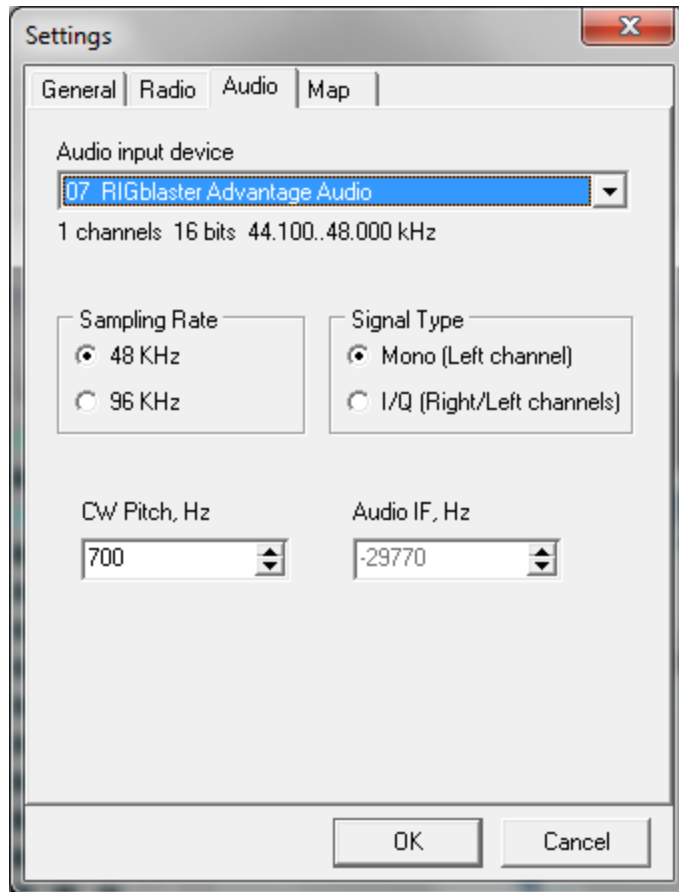 Settings
General Radio Audio Map
Audio input device
07 RIGblaster Advantage Audio
1 channels 16 bits 44.100..48.000 kHz
Sampling Rate
48 KHz
96 KHz
Signal Type
Mono (Left channel)
I/Q (Right/Left channels)
CW Pitch, Hz
700
Audio IF, Hz
-29770
OK Cancel